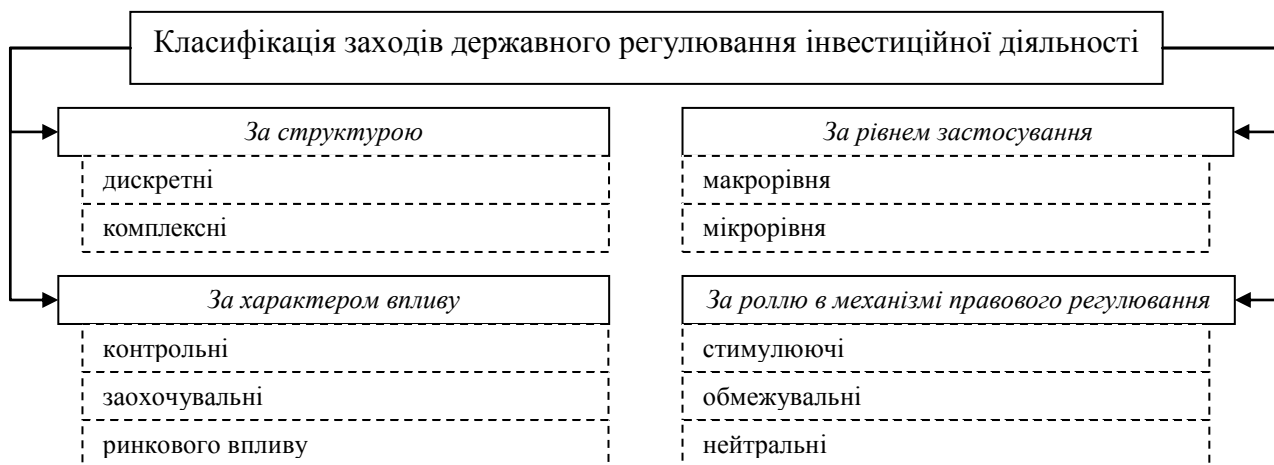 Класифікація заходів державного регулювання інвестиційної діяльності
За структурою
дискретні
комплексні
За рівнем застосування
макрорівня
мікрорівня
За характером впливу
контрольні
заохочувальні
ринкового впливу
За роллю в механізмі правового регулювання
стимулюючі
обмежувальні
нейтральні